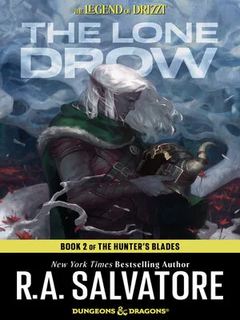 THE LEGEND OF DRIZZT
THE LONE
DROW
BOOK 2 OF THE HUNTER'S BLADES
New York Times Bestselling Author
R.A. SALVATORE
DUNGEONS & DRAGONS®